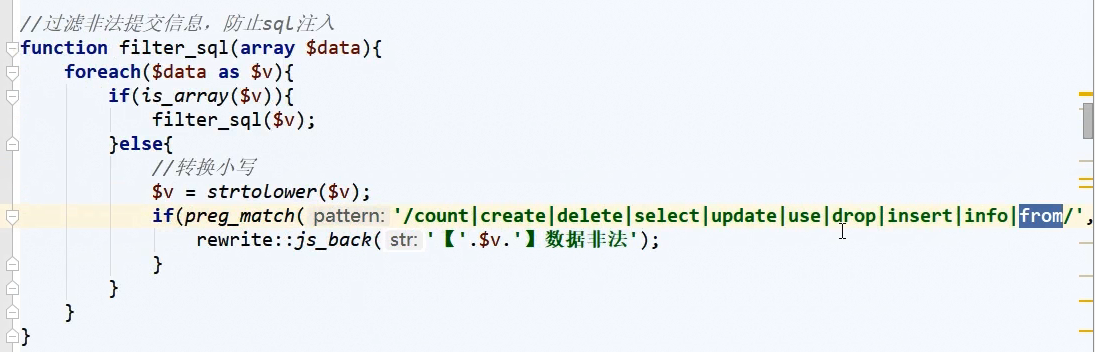 //过滤非法提交信息，防止sql注入
function filter_sql(array $data){
foreach($data as $v){
if(is_array($v)){
filter_sql($v);
}else{
//转换小写
$v = strtolower($v);
if(preg_match( pattern: '/count|create|delete|select|update|use|drop|insert|info|from/',
rewrite::js_back( str: '【'.$v.'】数据非法');
}
}
}
}